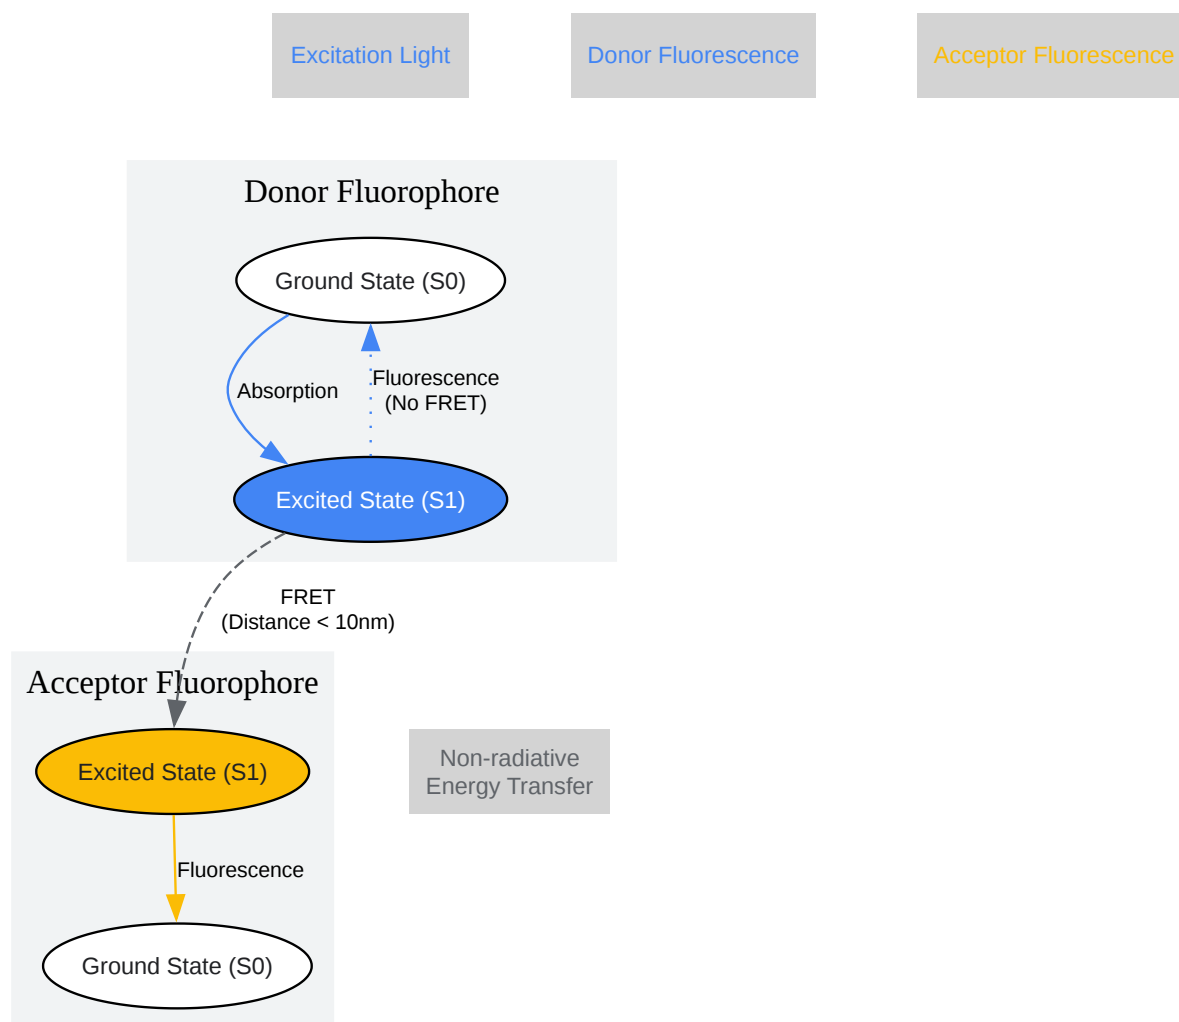 Excitation Light
Donor Fluorescence
Acceptor Fluorescence
Donor Fluorophore
Ground State (S0)
Absorption
Fluorescence
(No FRET)
Excited State (S1)
FRET
(Distance < 10nm)
Acceptor Fluorophore
Excited State (S1)
Non-radiative
Energy Transfer
Fluorescence
Ground State (S0)